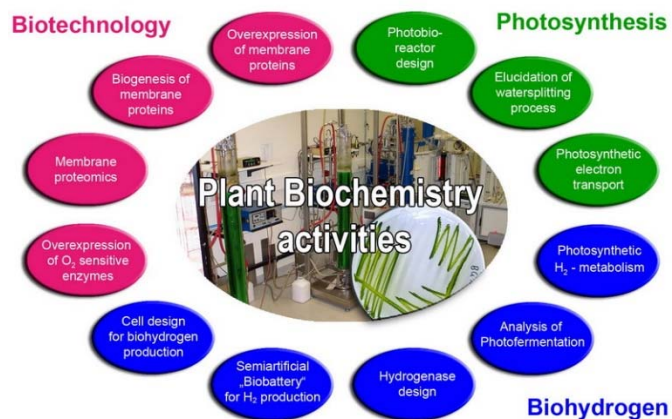 Biotechnology
Photosynthesis
Overexpression
of membrane
proteins
Photobio-
reactor
design
Biogenesis of
membrane
proteins
Elucidation of
watersplitting
process
Membrane
proteomics
Photosynthetic
electron
transport
Plant Biochemistry
activities
Overexpression
of O₂ sensitive
enzymes
Photosynthetic
H₂ - metabolism
Cell design
for biohydrogen
production
Analysis of
Photofermentation
Semiartificial
„Biobattery“
for H₂ production
Hydrogenase
design
Biohydrogen